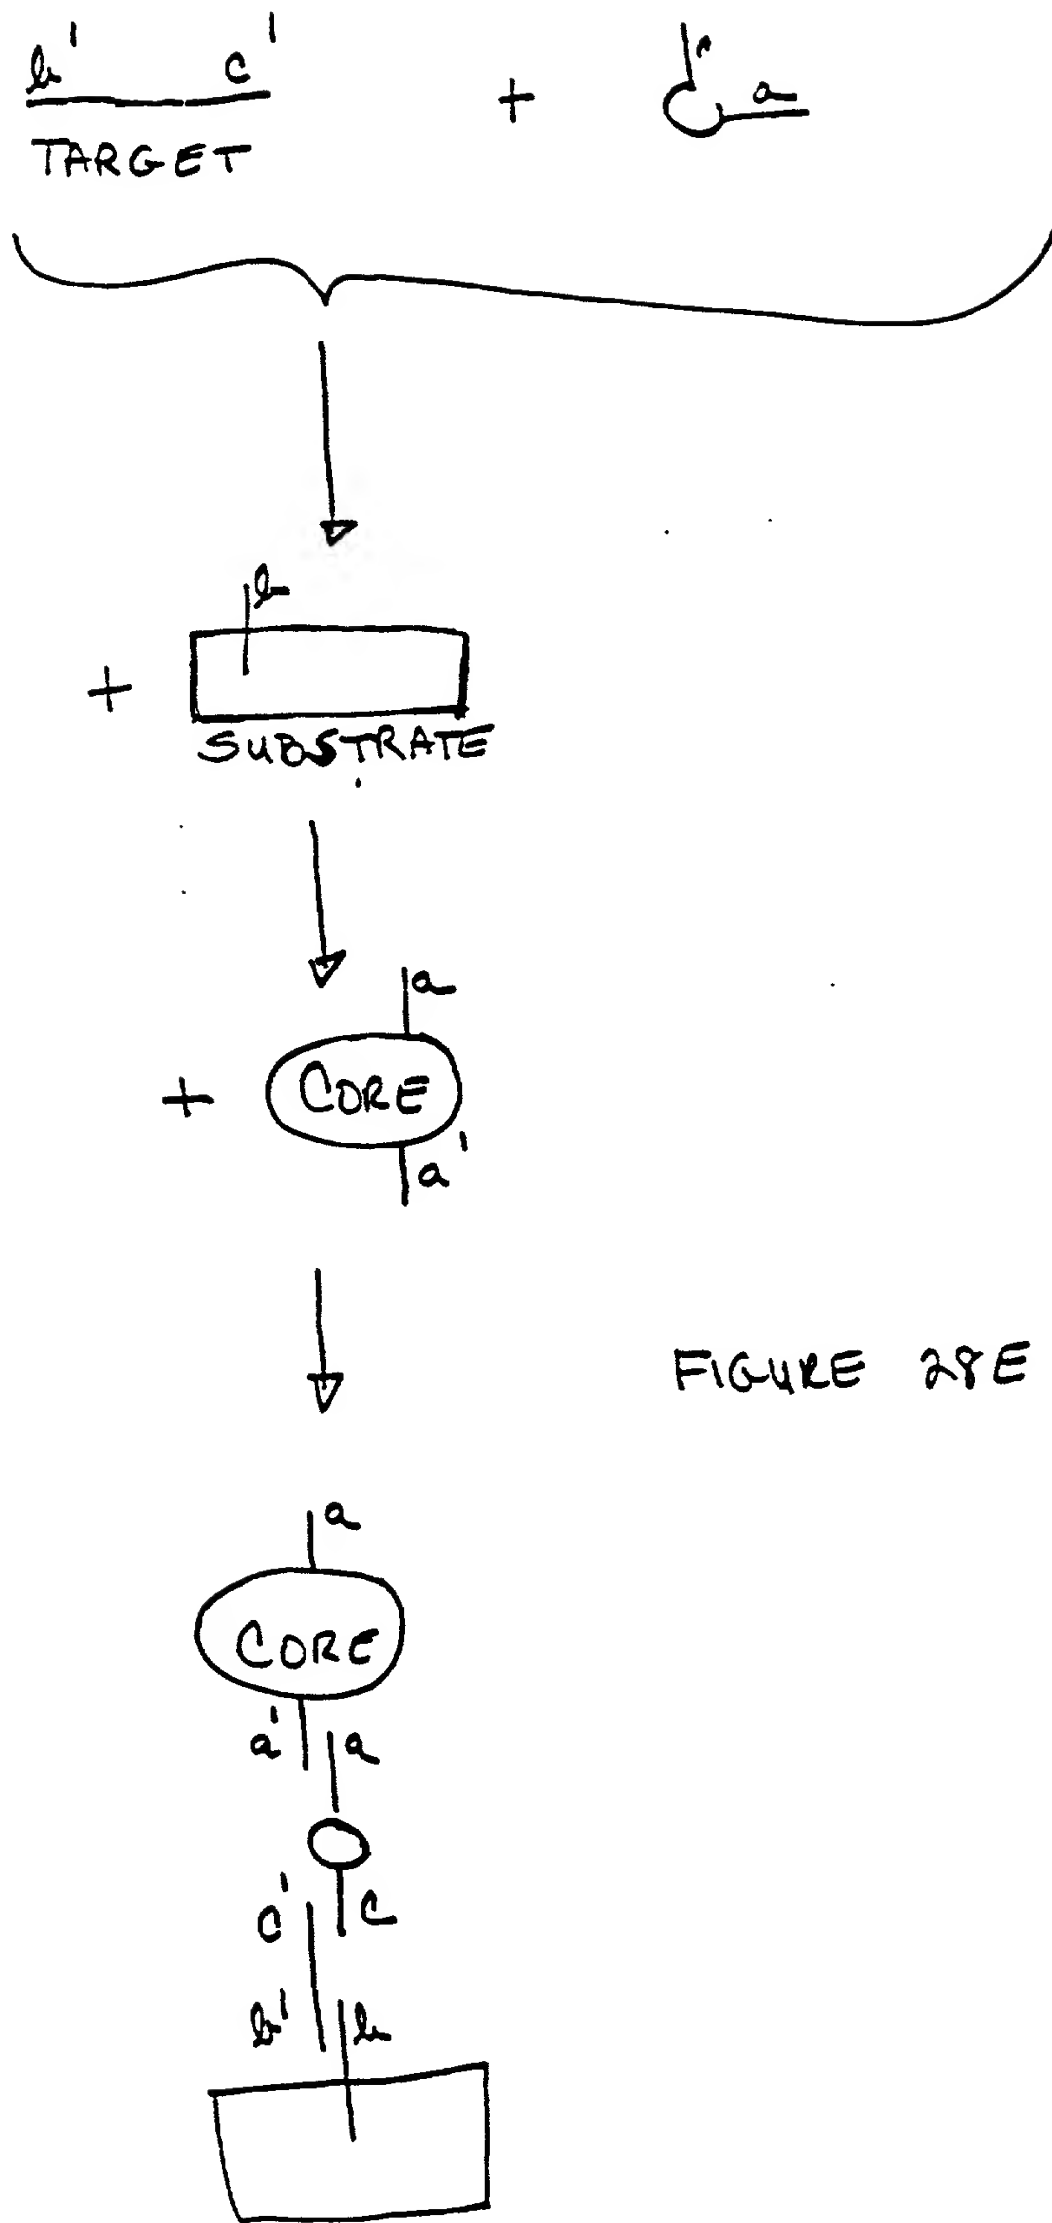 b' c'
a
TARGET
b
SUBSTRATE
a
CORE
a'
FIGURE 28E
a
CORE
a' a
c' c
b' b